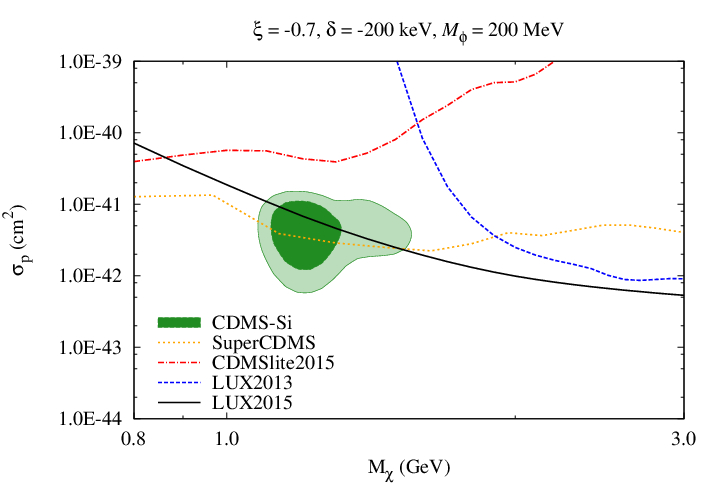 ξ = -0.7, δ = -200 keV, M_ϕ = 200 MeV
1.0E-39
1.0E-40
1.0E-41
1.0E-42
1.0E-43
1.0E-44
σ_p (cm²)
CDMS-Si
SuperCDMS
CDMSlite2015
LUX2013
LUX2015
0.8 1.0 3.0
M_χ (GeV)